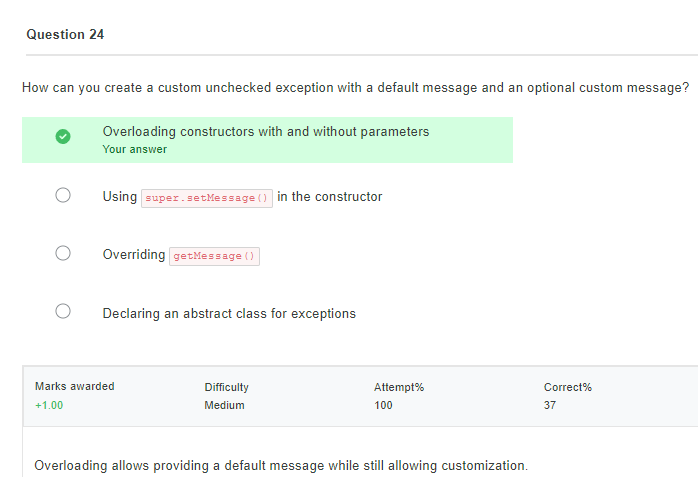 Question 24
How can you create a custom unchecked exception with a default message and an optional custom message?
Overloading constructors with and without parameters
Your answer
Using super.setMessage() in the constructor
Overriding getMessage()
Declaring an abstract class for exceptions
Marks awarded Difficulty Attempt% Correct%
+1.00 Medium 100 37
Overloading allows providing a default message while still allowing customization.